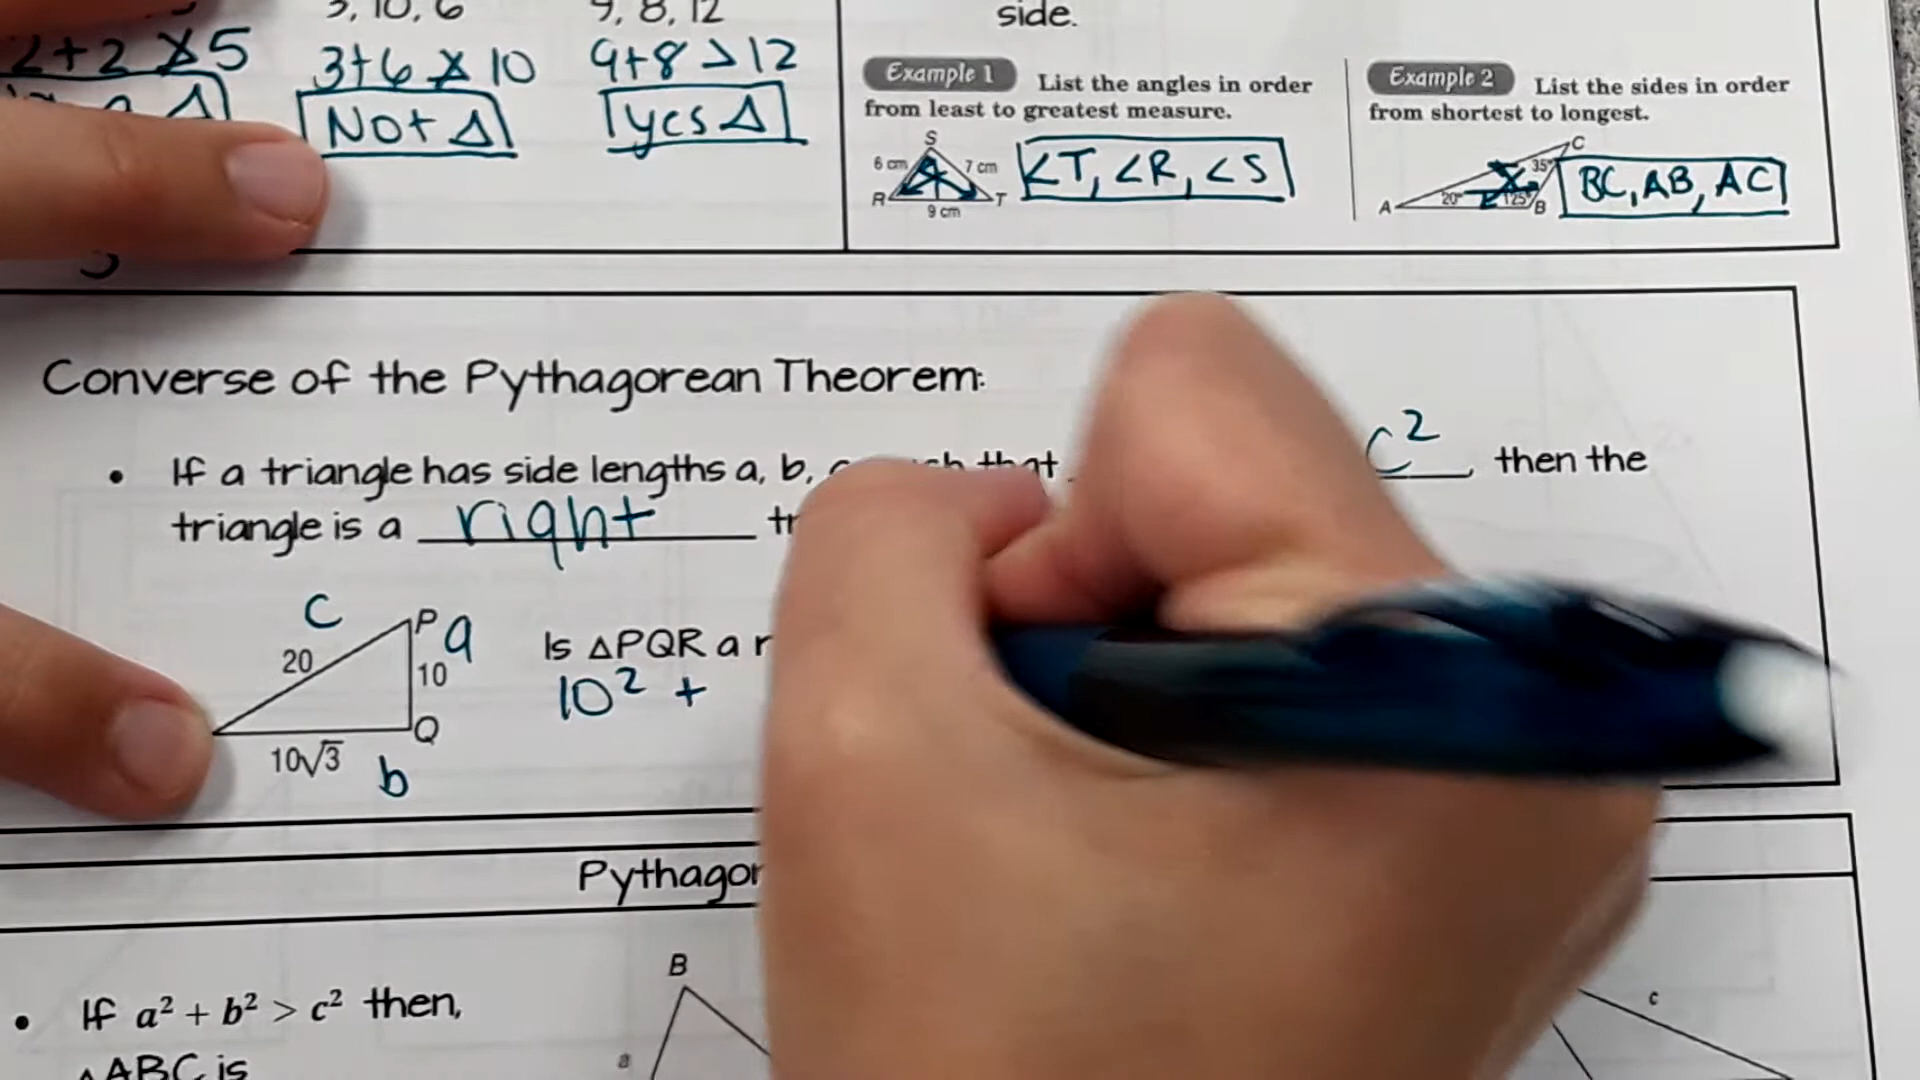 3, 10, 6
9, 8, 12
side.
2+2 ≯ 5
3+6 ≯ 10
9+8 > 12
Not Δ
yes Δ
Example 1 List the angles in order
from least to greatest measure.
S
6 cm
7 cm
R
T
9 cm
∠T, ∠R, ∠S
Example 2 List the sides in order
from shortest to longest.
C
35°
A
20°
125°
B
BC, AB, AC
Converse of the Pythagorean Theorem:
• If a triangle has side lengths a, b, that c² then the
triangle is a right
c
P
a
20
10
Q
10√3
b
Is △PQR a
10² +
• If a² + b² > c² then,
△ABC is
B
a
c